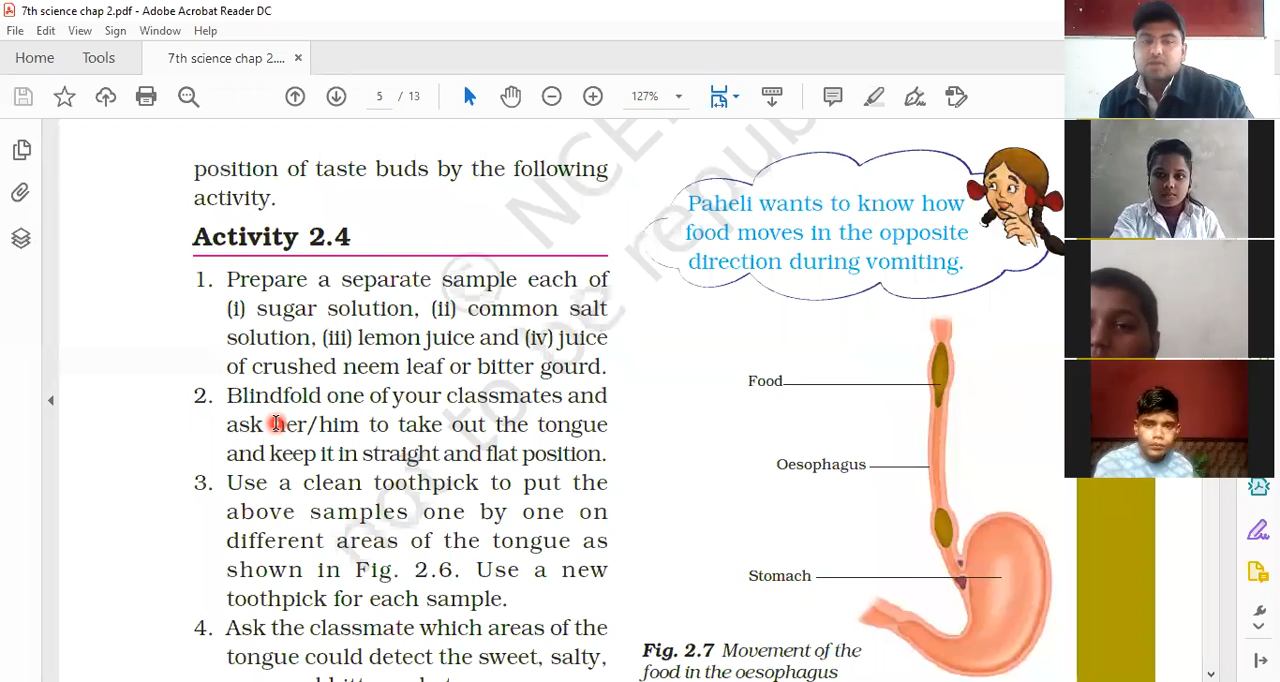 7th science chap 2.pdf - Adobe Acrobat Reader DC
File Edit View Sign Window Help
Home Tools 7th science chap 2.... ×
5 / 13 127%
position of taste buds by the following
activity.
Activity 2.4
1. Prepare a separate sample each of
(i) sugar solution, (ii) common salt
solution, (iii) lemon juice and (iv) juice
of crushed neem leaf or bitter gourd.
2. Blindfold one of your classmates and
ask her/him to take out the tongue
and keep it in straight and flat position.
3. Use a clean toothpick to put the
above samples one by one on
different areas of the tongue as
shown in Fig. 2.6. Use a new
toothpick for each sample.
4. Ask the classmate which areas of the
tongue could detect the sweet, salty,
Paheli wants to know how
food moves in the opposite
direction during vomiting.
Food
Oesophagus
Stomach
Fig. 2.7 Movement of the
food in the oesophagus
© NCE
not to be repub